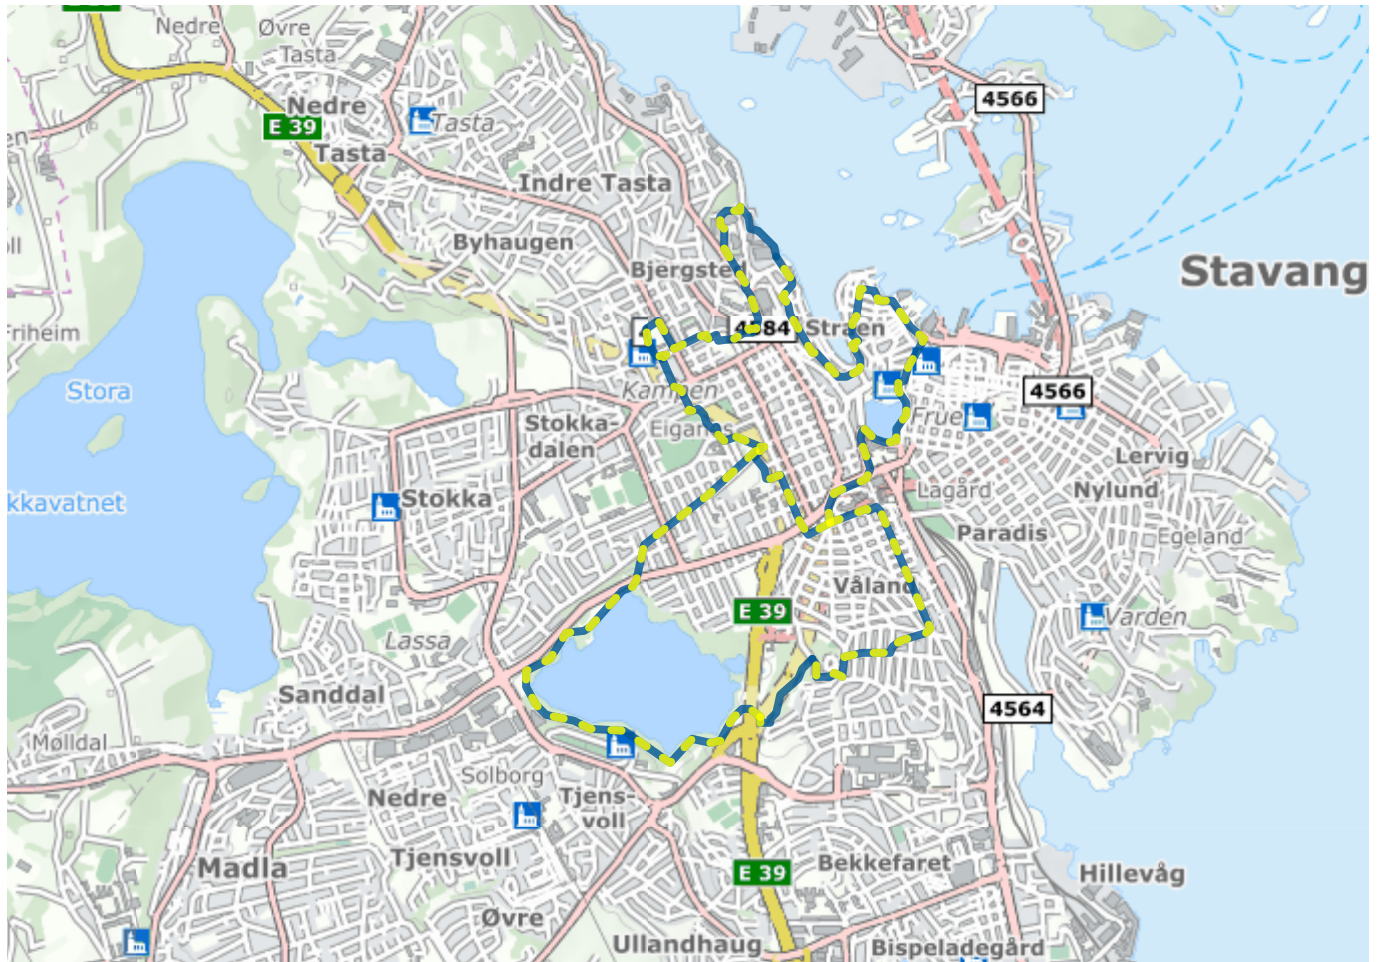 Nedre
Øvre
Tasta
4566
Nedre
E 39
Tasta
Tasta
Indre Tasta
Byhaugen
Bjergsted
Stavang
Friheim
4584
Straen
Stora
Kampen
4566
Stokka-
dalen
Eiganes
Frue
Lervig
kkavatnet
Stokka
Lagård
Nylund
Paradis
Egeland
Våland
E 39
Varden
Lassa
Sanddal
4564
Mølldal
Solborg
Nedre
Tjens-
voll
Tjensvoll
Madla
Bekkefaret
E 39
Hillevåg
Øvre
Ullandhaug
Bispeladegård